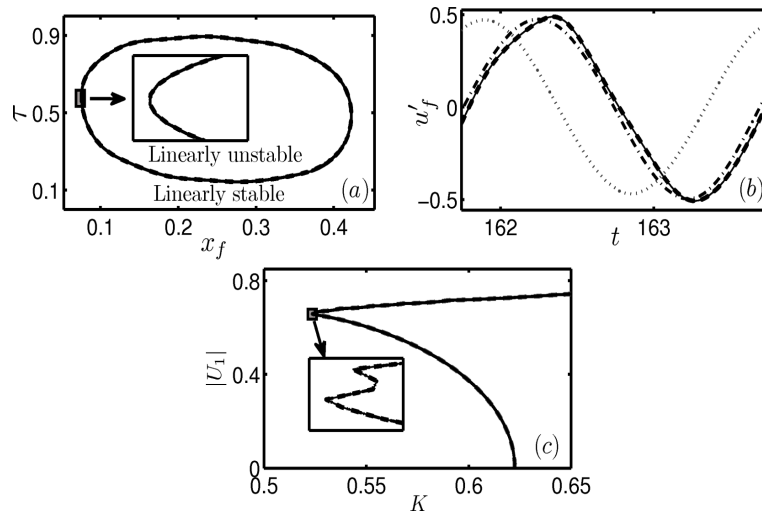 τ
0.9
0.5
0.1
Linearly unstable
Linearly stable
(a)
0.1 0.2 0.3 0.4
x_f
u'_f
0.5
0
−0.5
(b)
162 163
t
|U₁|
0.8
0.4
0
(c)
0.5 0.55 0.6 0.65
K